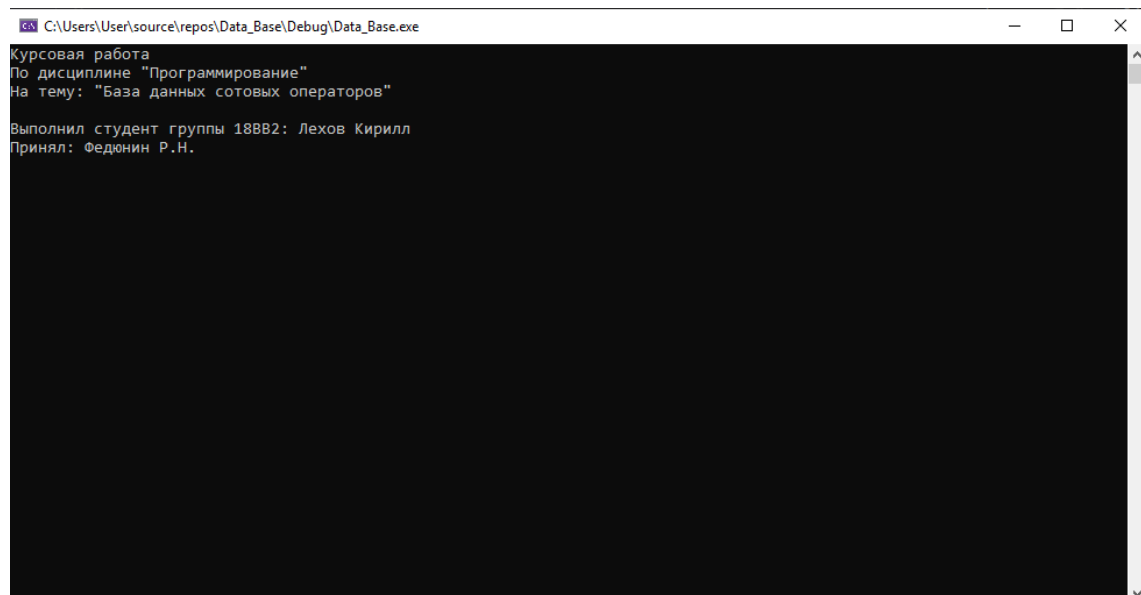 C:\Users\User\source\repos\Data_Base\Debug\Data_Base.exe
Курсовая работа
По дисциплине "Программирование"
На тему: "База данных сотовых операторов"
Выполнил студент группы 18ВВ2: Лехов Кирилл
Принял: Федюнин Р.Н.